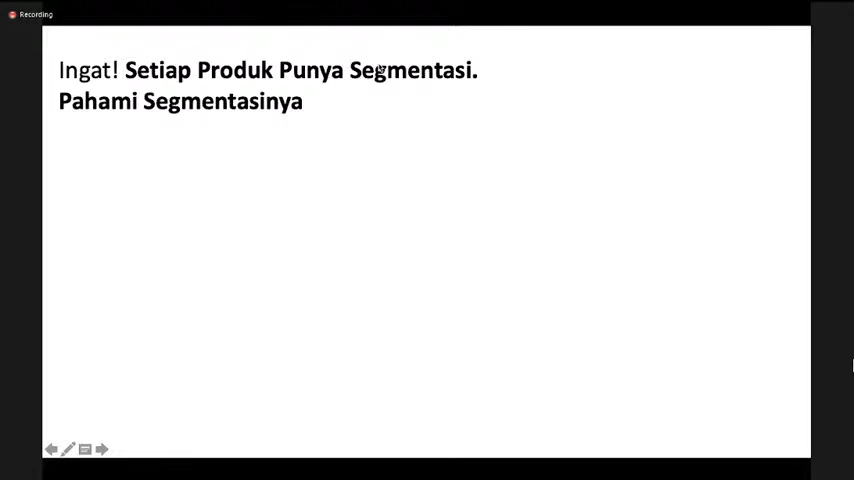 Recording
Ingat! Setiap Produk Punya Segmentasi.
Pahami Segmentasinya